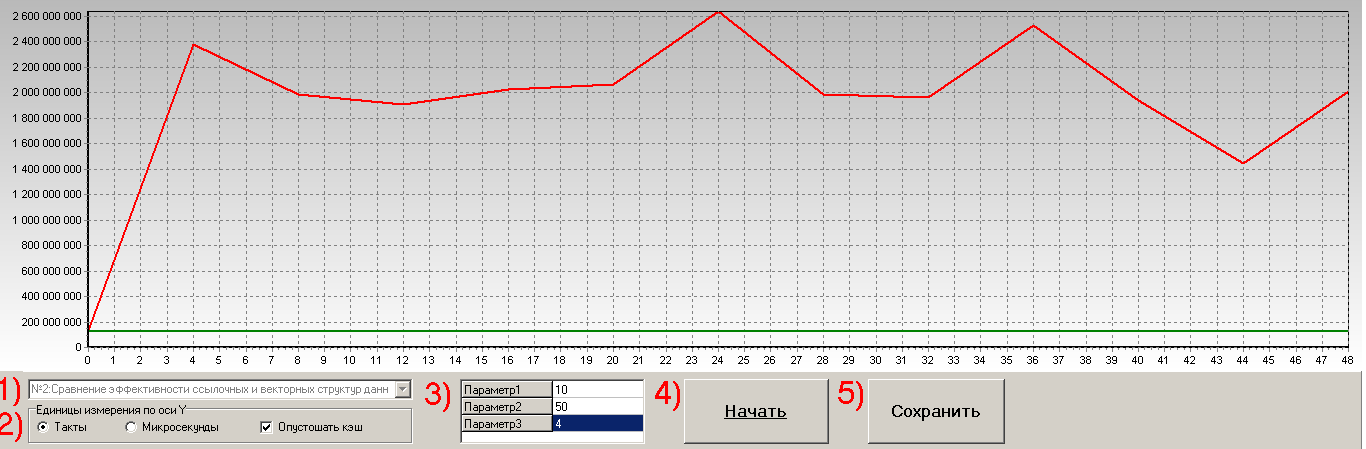 2 600 000 000
2 400 000 000
2 200 000 000
2 000 000 000
1 800 000 000
1 600 000 000
1 400 000 000
1 200 000 000
1 000 000 000
800 000 000
600 000 000
400 000 000
200 000 000
0
0 1 2 4 4 5 6 7 8 9 10 11 12 13 14 16 16 17 18 19 20 21 22 23 24 25 26 28 28 29 30 31 32 33 34 35 36 37 38 40 40 41 42 43 44 45 46 47 48
1) №2:Сравнение эффективности ссылочных и векторных структур данн
2) Единицы измерения по оси Y
Такты Микросекунды Опустошать кэш
3) Параметр1 10
Параметр2 50
Параметр3 4
4) Начать
5) Сохранить